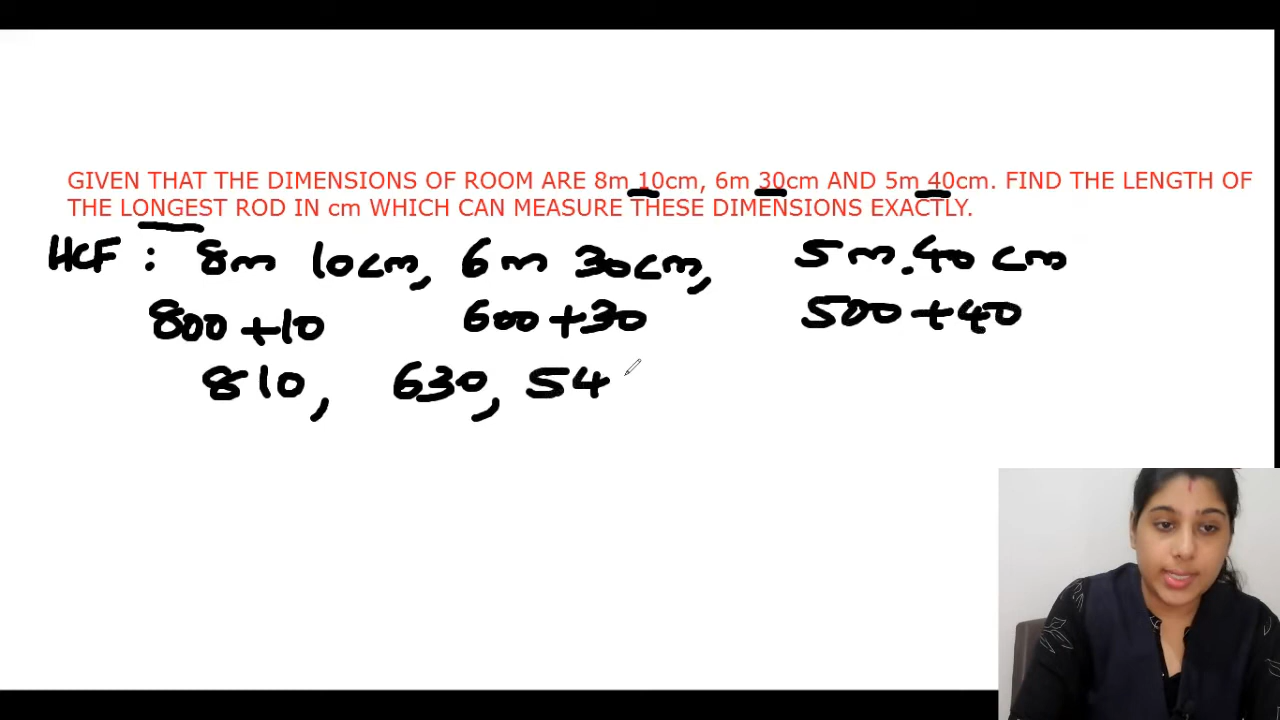 GIVEN THAT THE DIMENSIONS OF ROOM ARE 8m 10cm, 6m 30cm AND 5m 40cm. FIND THE LENGTH OF
THE LONGEST ROD IN cm WHICH CAN MEASURE THESE DIMENSIONS EXACTLY.
HCF : 8m 10cm, 6m 30cm, 5m.40cm
800+10 600+30 500+40
810, 630, 54